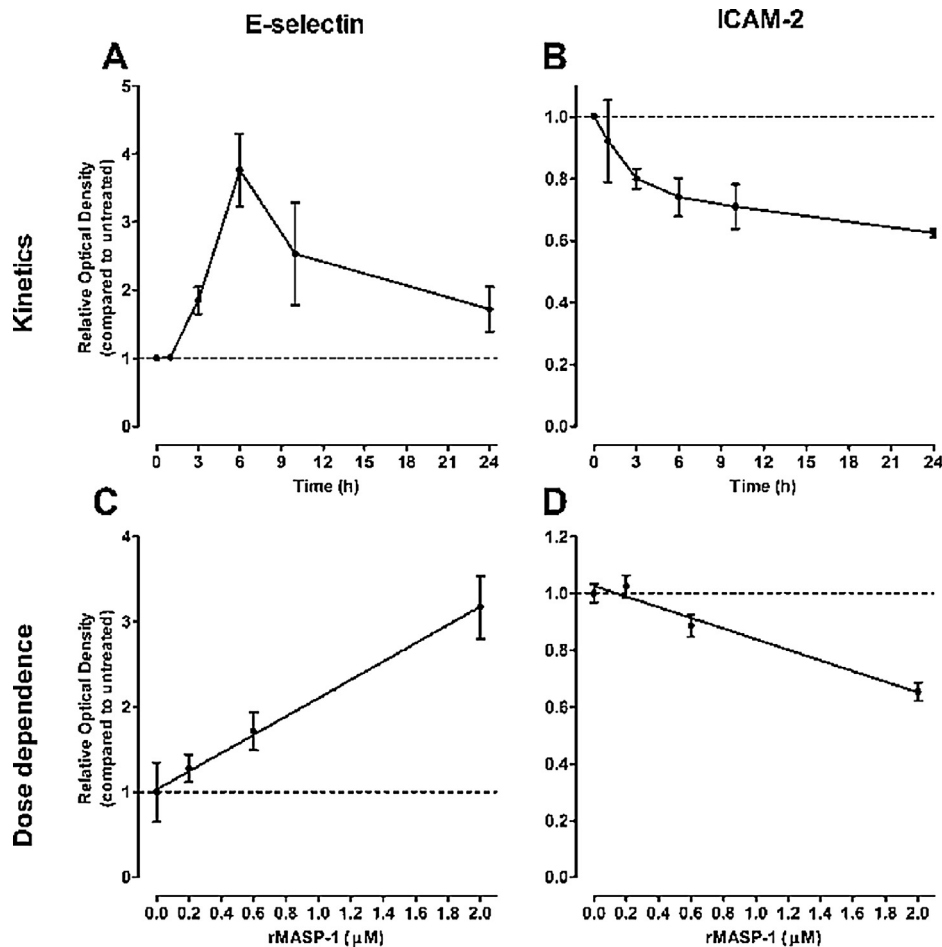 E-selectin
ICAM-2
Kinetics
A
Relative Optical Density
(compared to untreated)
5
4
3
2
1
0
0 3 6 9 12 15 18 21 24
Time (h)
B
1.0
0.8
0.6
0.4
0.2
0.0
0 3 6 9 12 15 18 21 24
Time (h)
Dose dependence
C
Relative Optical Density
(compared to untreated)
4
3
2
1
0
0.0 0.2 0.4 0.6 0.8 1.0 1.2 1.4 1.6 1.8 2.0
rMASP-1 (μM)
D
1.2
1.0
0.8
0.6
0.4
0.2
0.0
0.0 0.2 0.4 0.6 0.8 1.0 1.2 1.4 1.6 1.8 2.0
rMASP-1 (μM)